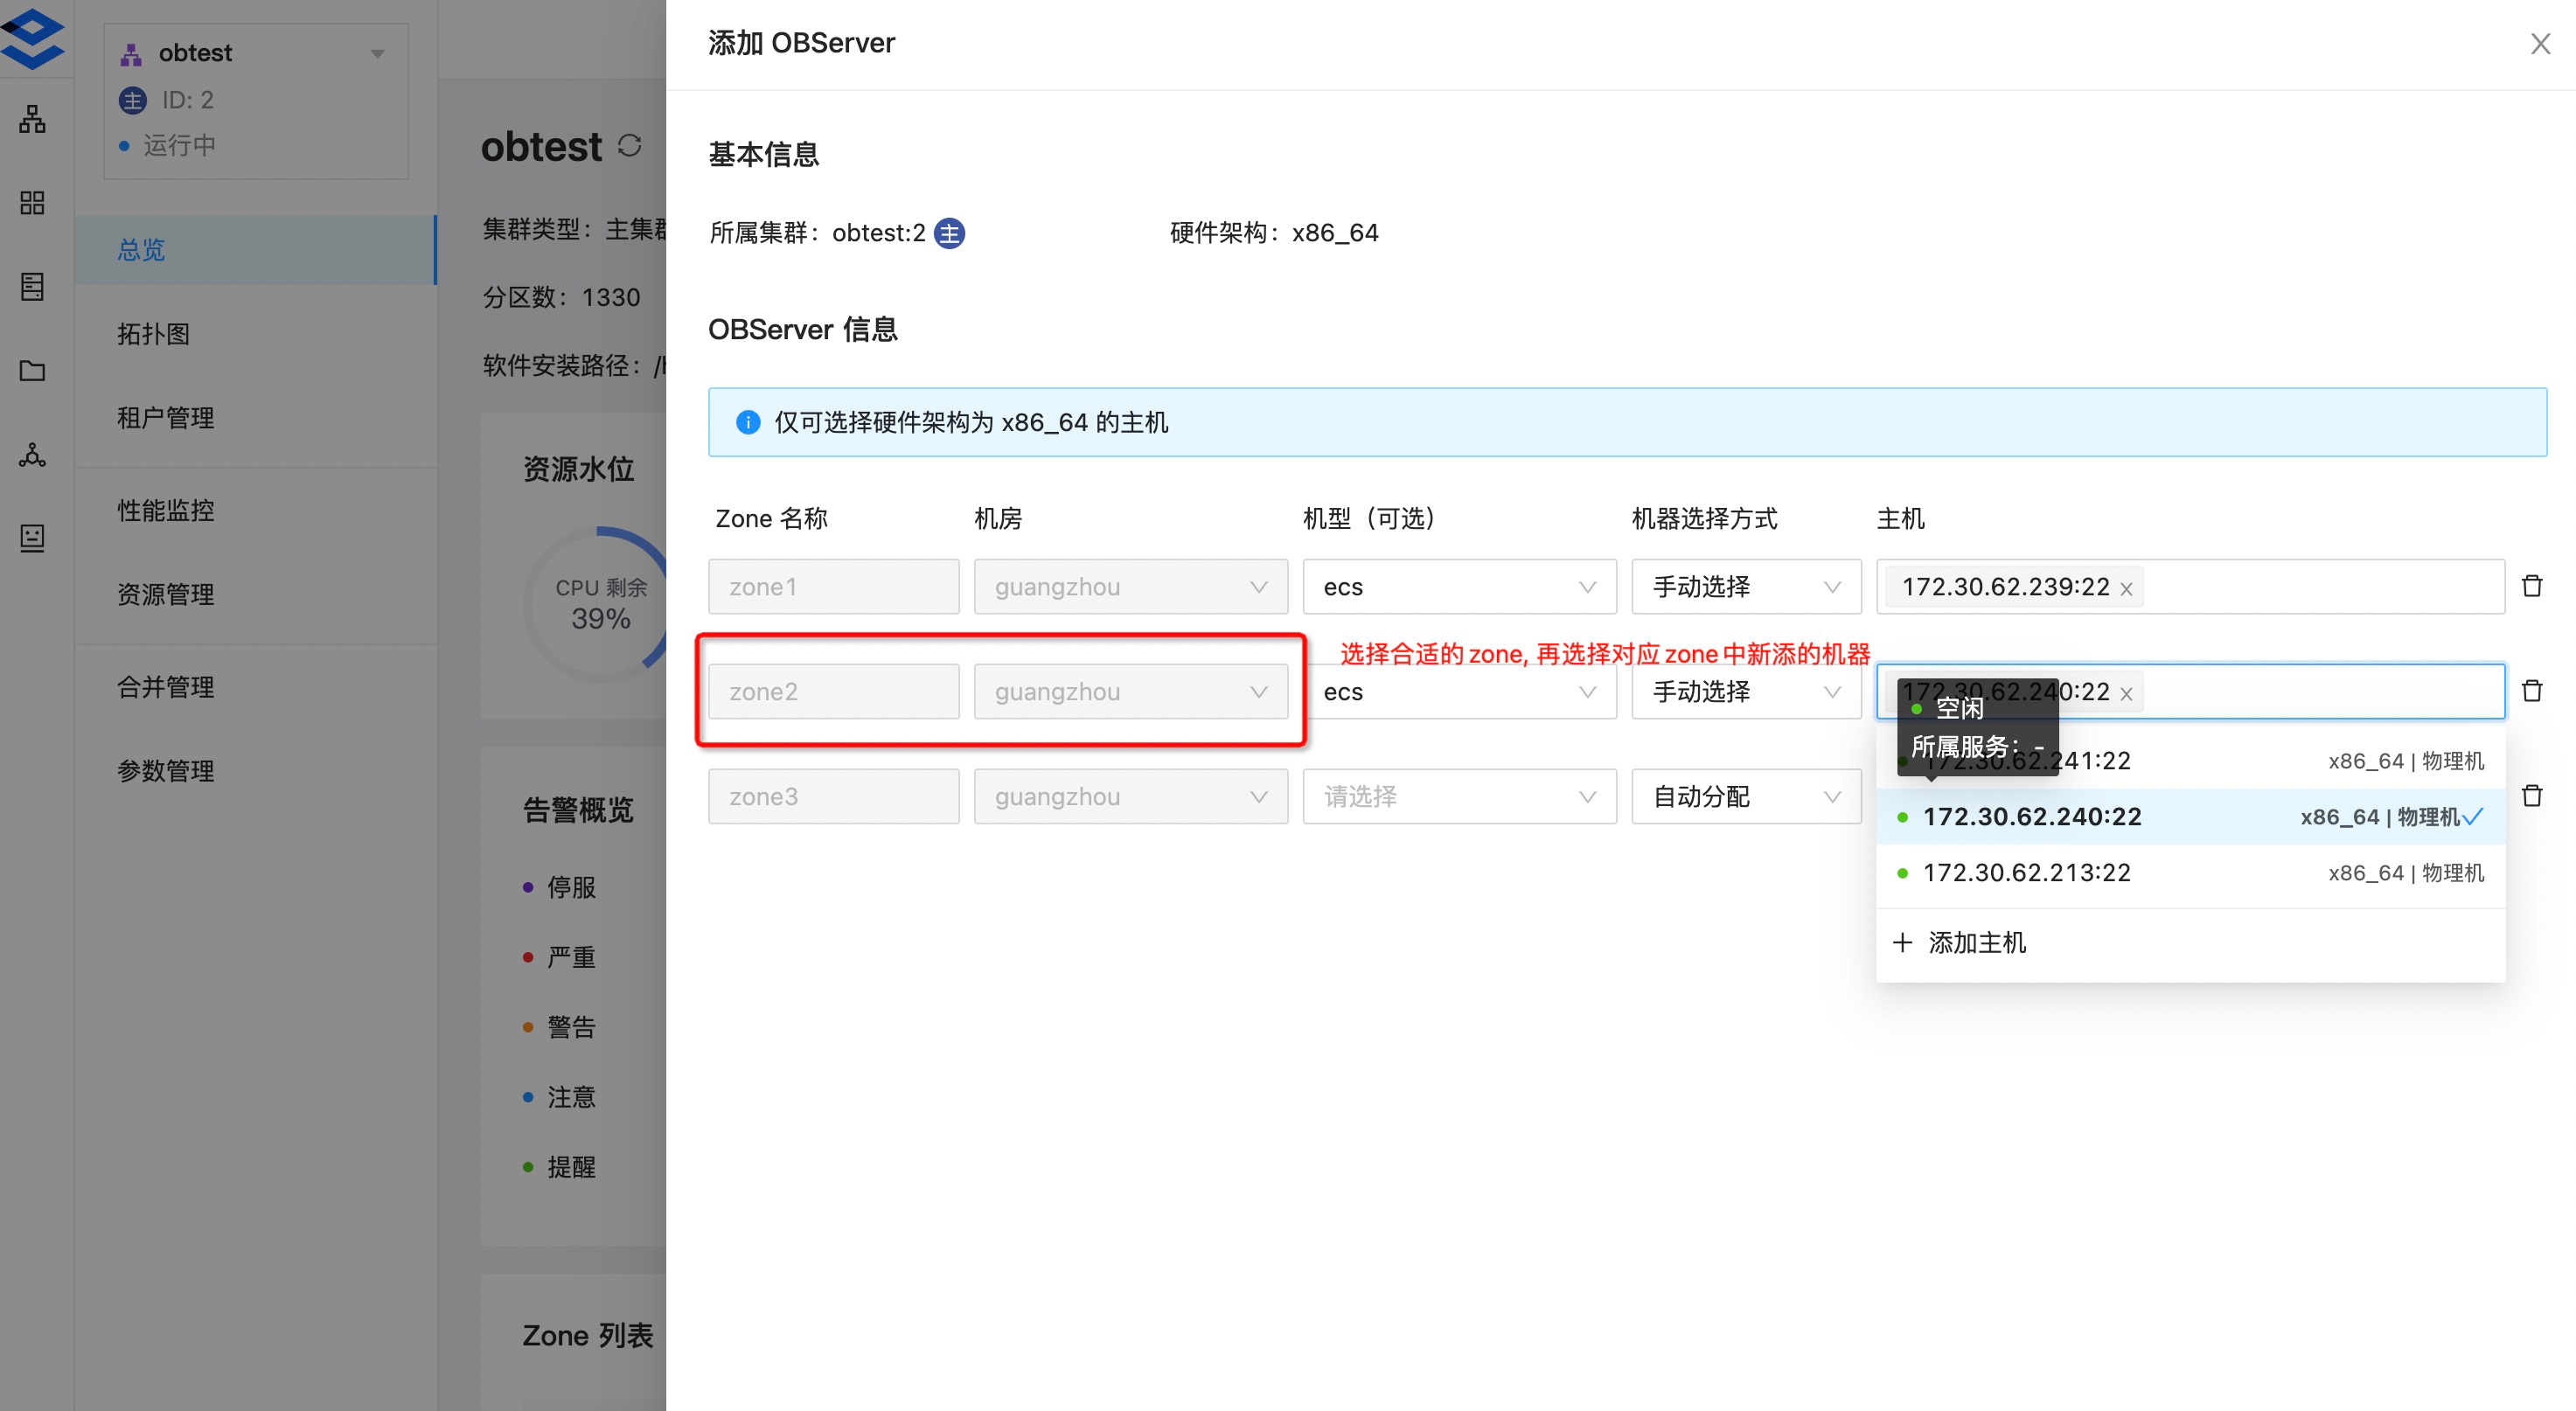 obtest
主 ID: 2
运行中
总览
拓扑图
租户管理
性能监控
资源管理
合并管理
参数管理
obtest
集群类型：主集群
分区数：1330
软件安装路径：/h
资源水位
CPU 剩余
39%
告警概览
停服
严重
警告
注意
提醒
Zone 列表
添加 OBServer
基本信息
所属集群：obtest:2 主
硬件架构：x86_64
OBServer 信息
仅可选择硬件架构为 x86_64 的主机
Zone 名称 机房 机型（可选） 机器选择方式 主机
zone1 guangzhou ecs 手动选择 172.30.62.239:22
选择合适的 zone, 再选择对应 zone 中新添的机器
zone2 guangzhou ecs 手动选择 172.30.62.240:22
空闲
所属服务：-
172.30.62.241:22 x86_64 | 物理机
zone3 guangzhou 请选择 自动分配
172.30.62.240:22 x86_64 | 物理机
172.30.62.213:22 x86_64 | 物理机
添加主机